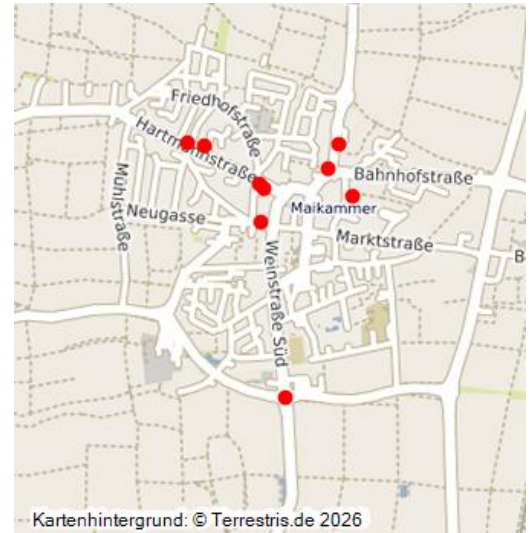 Friedhofstraße
Hartmannstraße
Mühlstraße
Bahnhofstraße
Maikammer
Neugasse
Marktstraße
B
Weinstraße Süd
Kartenhintergrund: © Terrestris.de 2026